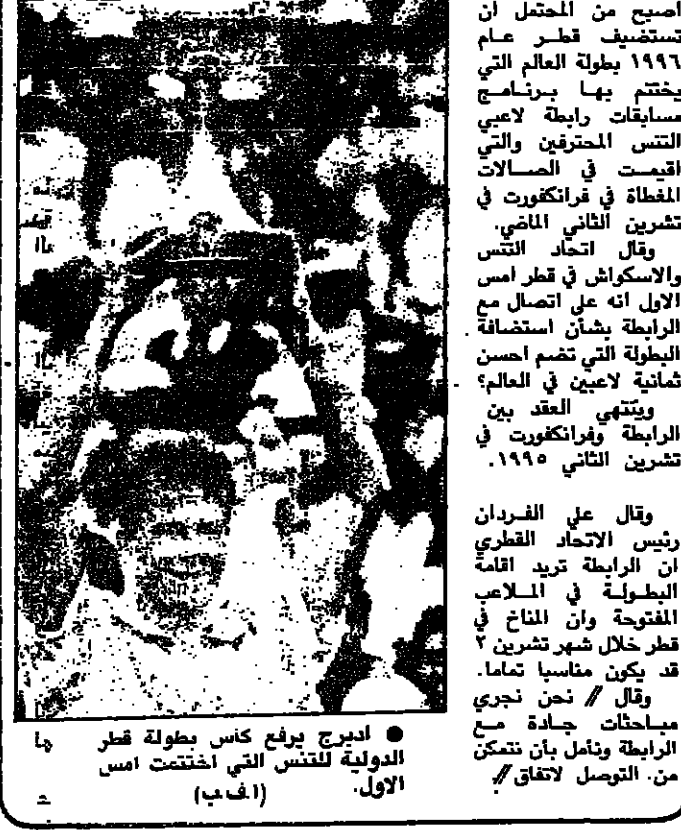 اصبح من المحتمل ان
تستضيف قطر عام
١٩٩٦ بطولة العالم التي
يختتم بها برنامج
مسابقات رابطة لاعبي
التنس المحترفين والتي
اقيمت في الصالات
المغطاة في فرانكفورت في
تشرين الثاني الماضي.
وقال اتحاد التنس
والاسكواش في قطر امس
الاول انه على اتصال مع
الرابطة بشأن استضافة
البطولة التي تضم احسن
ثمانية لاعبين في العالم؟
وينتهي العقد بين
الرابطة وفرانكفورت في
تشرين الثاني ١٩٩٥.
وقال علي الفردان
رئيس الاتحاد القطري
ان الرابطة تريد اقامة
البطولة في الملاعب
المفتوحة وان المناخ في
قطر خلال شهر تشرين ٢
قد يكون مناسبا تماما.
وقال // نحن نجري
مباحثات جادة مع
الرابطة ونأمل بأن نتمكن
من. التوصل لاتفاق //
● ادبرج يرفع كأس بطولة قطر
الدولية للتنس التي اختتمت امس
الاول. (ا ف ب)